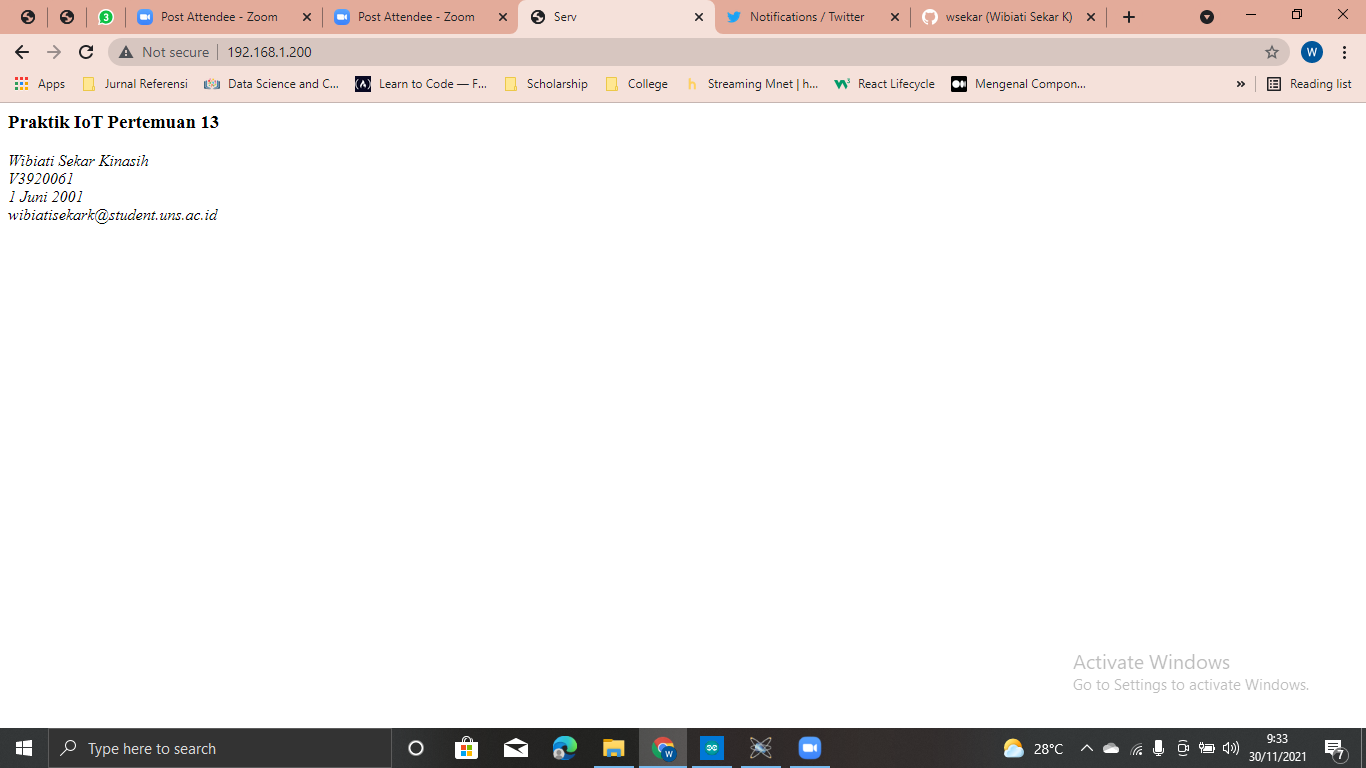 3
Post Attendee - Zoom
Post Attendee - Zoom
Serv
Notifications / Twitter
wsekar (Wibiati Sekar K)
Not secure
192.168.1.200
W
Apps
Jurnal Referensi
Data Science and C...
Learn to Code — F...
Scholarship
College
h
Streaming Mnet | h...
React Lifecycle
Mengenal Compon...
»
Reading list
Praktik IoT Pertemuan 13
Wibiati Sekar Kinasih
V3920061
1 Juni 2001
wibiatisekark@student.uns.ac.id
Activate Windows
Go to Settings to activate Windows.
Type here to search
W
28°C
9:33
30/11/2021
7